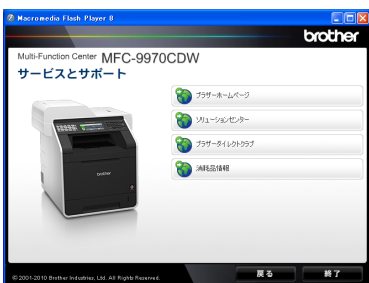 Macromedia Flash Player 8
brother
Multi-Function Center MFC-9970CDW
サービスとサポート
ブラザーホームページ
ソリューションセンター
ブラザーダイレクトクラブ
消耗品情報
brother
© 2001-2010 Brother Industries, Ltd. All Rights Reserved.
戻る
終了